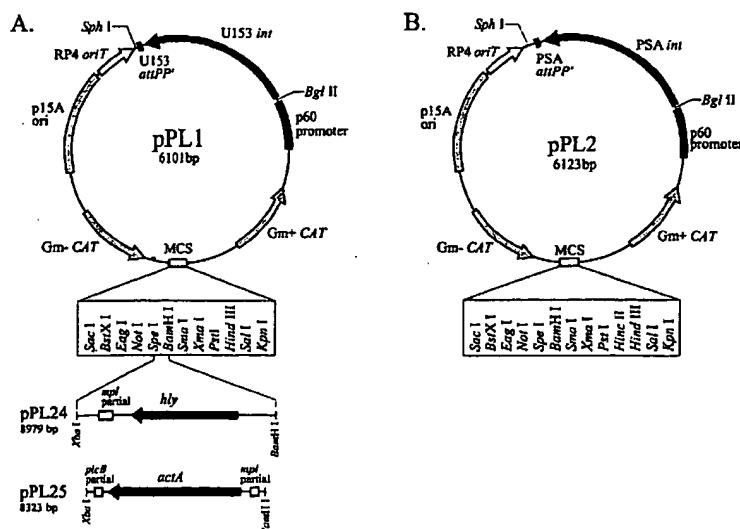 A.
Sph I
U153 int
RP4 oriT
U153
attPP'
Bgl II
p15A
ori
p60
promoter
pPL1
6101bp
Gm- CAT
MCS
Gm+ CAT
Sac I
BstX I
Eag I
Not I
Spe I
BamH I
Sma I
Xma I
Pst I
Hind III
Sal I
Kpn I
mpl
partial
hly
pPL24
8979 bp
Xba I
BamH I
plcB
partial
actA
mpl
partial
pPL25
8323 bp
Xba I
B.
Sph I
PSA int
RP4 oriT
PSA
attPP'
Bgl II
p15A
ori
p60
promoter
pPL2
6123bp
Gm- CAT
MCS
Gm+ CAT
Sac I
BstX I
Eag I
Not I
Spe I
BamH I
Sma I
Xma I
Pst I
Hinc II
Hind III
Sal I
Kpn I